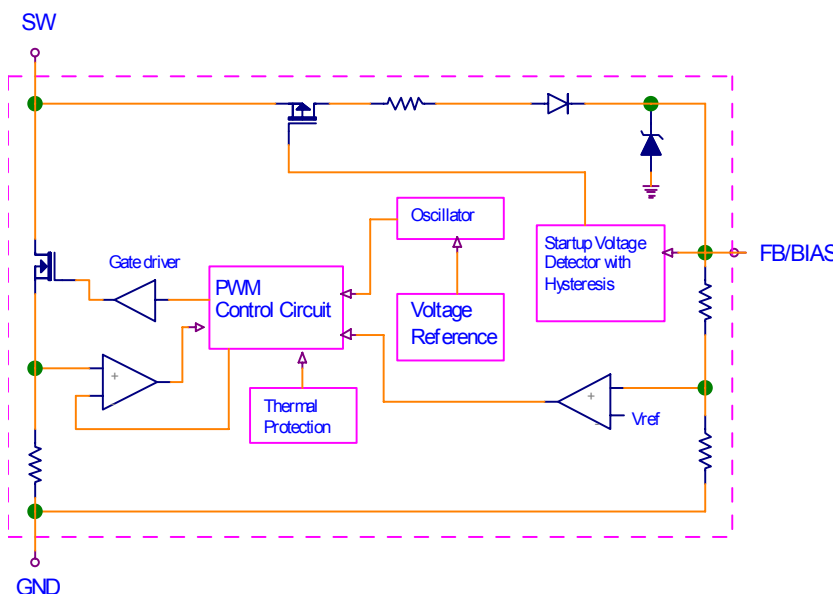 SW
Oscillator
Startup Voltage
Detector with
Hysteresis
FB/BIAS
Gate driver
PWM
Control Circuit
Voltage
Reference
+
Thermal
Protection
+
-
Vref
GND